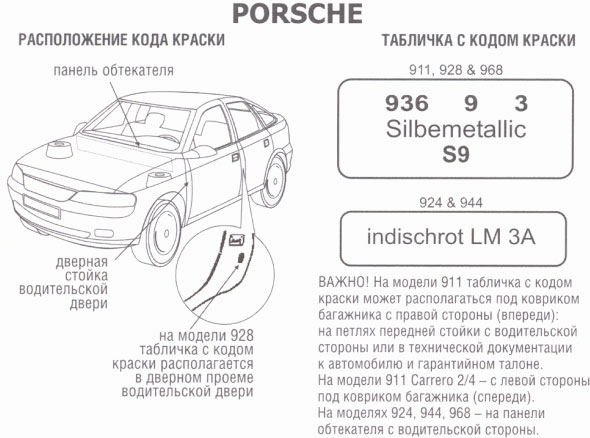 PORSCHE
РАСПОЛОЖЕНИЕ КОДА КРАСКИ
панель обтекателя
дверная
стойка
водительской
двери
на модели 928
табличка с кодом
краски располагается
в дверном проеме
водительской двери
ТАБЛИЧКА С КОДОМ КРАСКИ
911, 928 & 968
936 9 3
Silbemetallic
S9
924 & 944
indischrot LM 3A
ВАЖНО! На модели 911 табличка с кодом
краски может располагаться под ковриком
багажника с правой стороны (впереди):
на петлях передней стойки с водительской
стороны или в технической документации
к автомобилю и гарантийном талоне.
На модели 911 Carrero 2/4 – с левой стороны
под ковриком багажника (спереди).
На моделях 924, 944, 968 – на панели
обтекателя с водительской стороны.